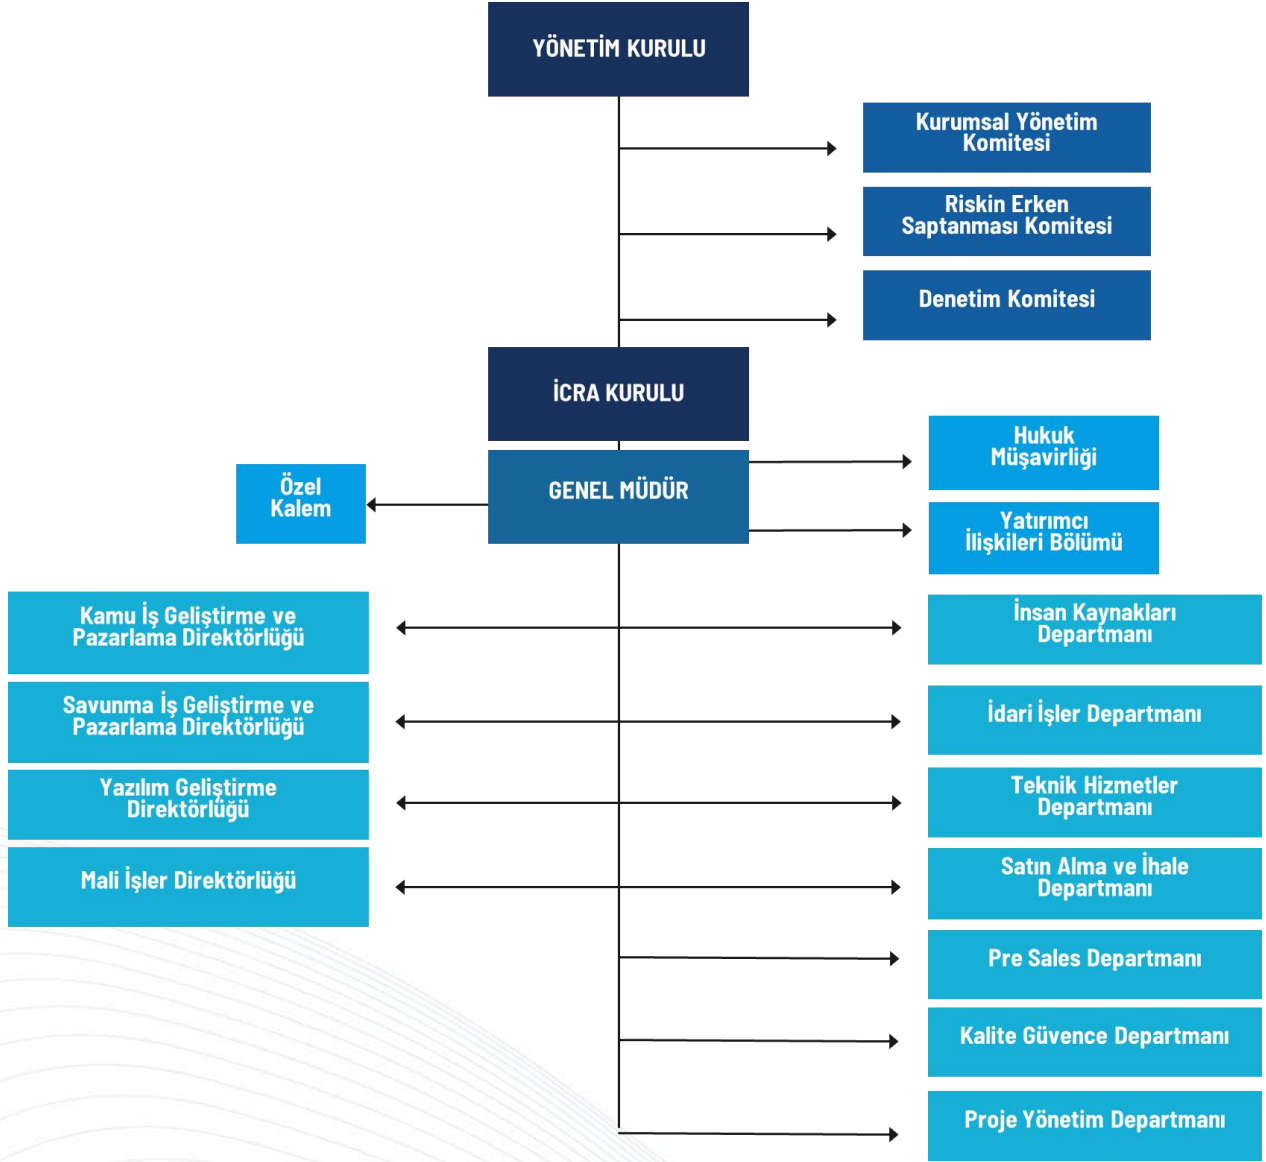 YÖNETİM KURULU
Kurumsal Yönetim
Komitesi
Riskin Erken
Saptanması Komitesi
Denetim Komitesi
İCRA KURULU
Hukuk
Müşavirliği
Özel
Kalem
GENEL MÜDÜR
Yatırımcı
İlişkileri Bölümü
Kamu İş Geliştirme ve
Pazarlama Direktörlüğü
İnsan Kaynakları
Departmanı
Savunma İş Geliştirme ve
Pazarlama Direktörlüğü
İdari İşler Departmanı
Yazılım Geliştirme
Direktörlüğü
Teknik Hizmetler
Departmanı
Mali İşler Direktörlüğü
Satın Alma ve İhale
Departmanı
Pre Sales Departmanı
Kalite Güvence Departmanı
Proje Yönetim Departmanı